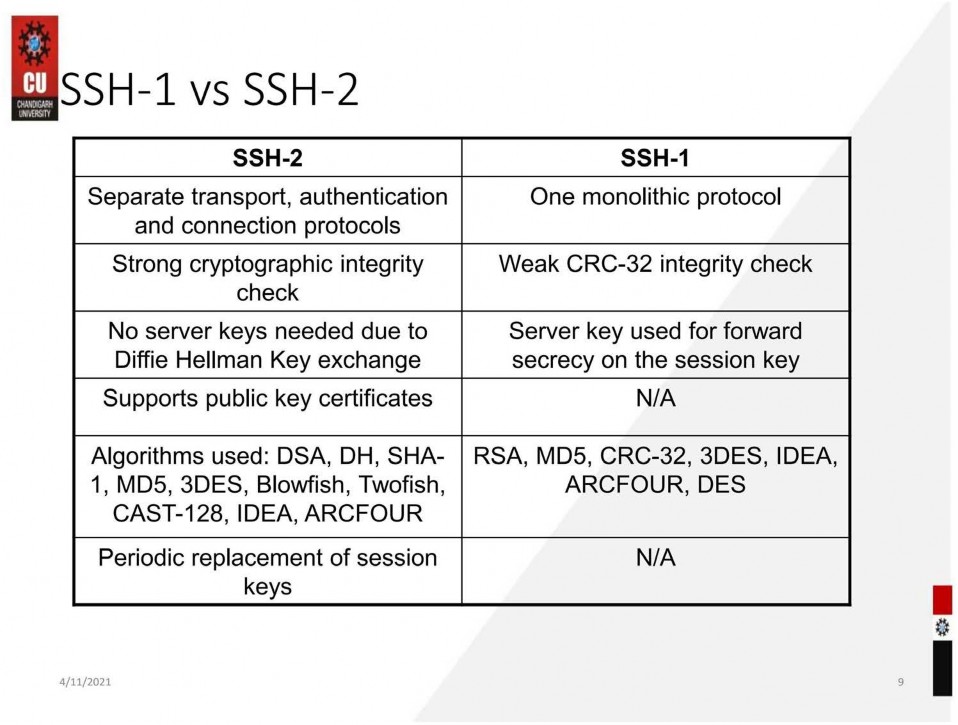 CU
CHANDIGARH
UNIVERSITY
SSH-1 vs SSH-2
SSH-2
SSH-1
Separate transport, authentication
and connection protocols
One monolithic protocol
Strong cryptographic integrity
check
Weak CRC-32 integrity check
No server keys needed due to
Diffie Hellman Key exchange
Server key used for forward
secrecy on the session key
Supports public key certificates
N/A
Algorithms used: DSA, DH, SHA-
1, MD5, 3DES, Blowfish, Twofish,
CAST-128, IDEA, ARCFOUR
RSA, MD5, CRC-32, 3DES, IDEA,
ARCFOUR, DES
Periodic replacement of session
keys
N/A
4/11/2021
9